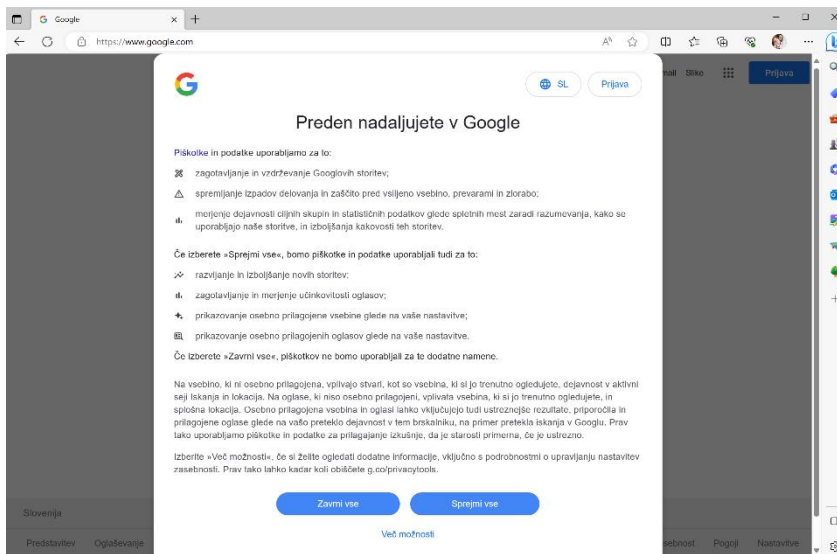 Google
https://www.google.com
SL
Prijava
Slike
Prijava
Preden nadaljujete v Google
Piškotke in podatke uporabljamo za to:
zagotavljanje in vzdrževanje Googlovih storitev;
spremljanje izpadov delovanja in zaščito pred vsiljeno vsebino, prevarami in zlorabo;
merjenje dejavnosti ciljnih skupin in statističnih podatkov glede spletnih mest zaradi razumevanja, kako se
uporabljajo naše storitve, in izboljšanja kakovosti teh storitev.
Če izberete »Sprejmi vse«, bomo piškotke in podatke uporabljali tudi za to:
razvijanje in izboljšanje novih storitev;
zagotavljanje in merjenje učinkovitosti oglasov;
prikazovanje osebno prilagojene vsebine glede na vaše nastavitve;
prikazovanje osebno prilagojenih oglasov glede na vaše nastavitve.
Če izberete »Zavrni vse«, piškotkov ne bomo uporabljali za te dodatne namene.
Na vsebino, ki ni osebno prilagojena, vplivajo stvari, kot so vsebina, ki si jo trenutno ogledujete, dejavnost v aktivni
seji Iskanja in lokacija. Na oglase, ki niso osebno prilagojeni, vplivata vsebina, ki si jo trenutno ogledujete, in
splošna lokacija. Osebno prilagojena vsebina in oglasi lahko vključujejo tudi ustreznejše rezultate, priporočila in
prilagojene oglase glede na vašo preteklo dejavnost v tem brskalniku, na primer pretekla iskanja v Googlu. Prav
tako uporabljamo piškotke in podatke za prilagajanje izkušnje, da je starosti primerna, če je ustrezno.
Izberite »Več možnosti«, če si želite ogledati dodatne informacije, vključno s podrobnostmi o upravljanju nastavitev
zasebnosti. Prav tako lahko kadar koli obiščete g.co/privacytools.
Zavrni vse
Sprejmi vse
Več možnosti
Slovenija
Predstavitev
Oglaševanje
Pogoji
Nastavitve